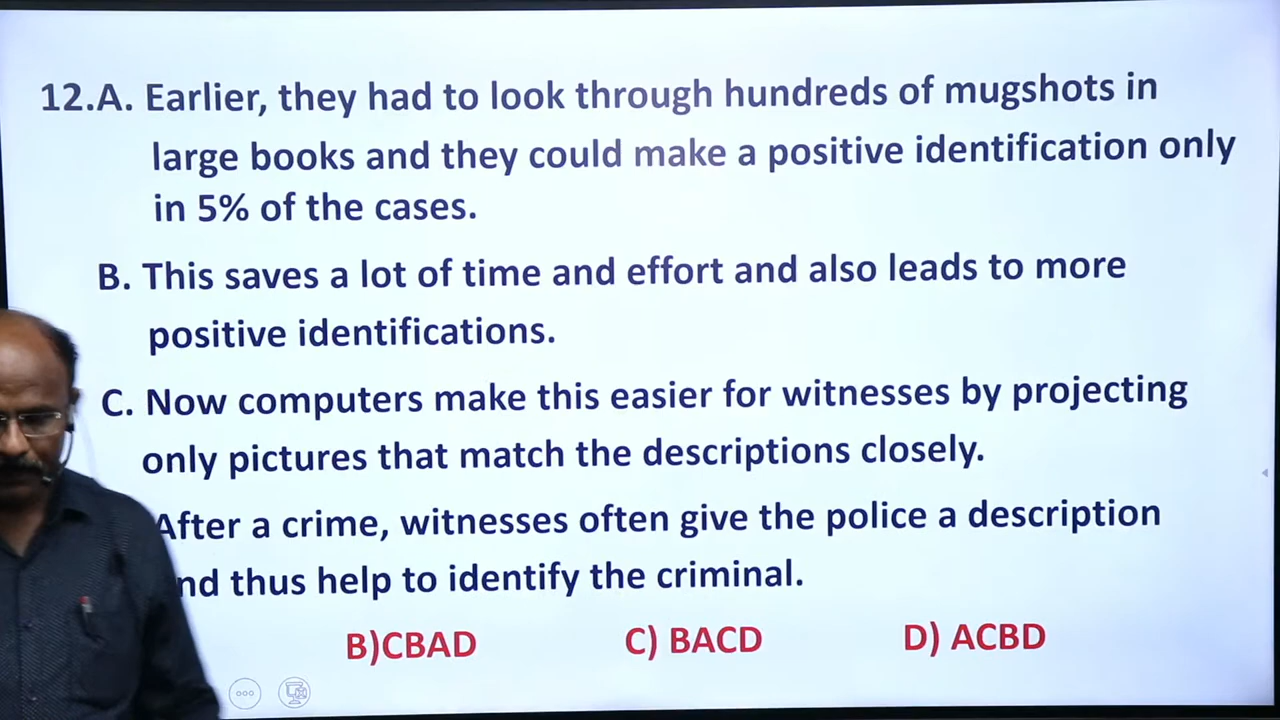 12.A. Earlier, they had to look through hundreds of mugshots in
large books and they could make a positive identification only
in 5% of the cases.
B. This saves a lot of time and effort and also leads to more
positive identifications.
C. Now computers make this easier for witnesses by projecting
only pictures that match the descriptions closely.
After a crime, witnesses often give the police a description
nd thus help to identify the criminal.
B)CBAD C) BACD D) ACBD